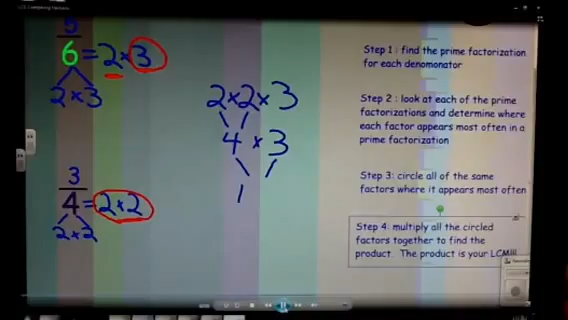 5
6 = 2 x 3
2 x 3
3
4 = 2 x 2
2 x 2
2 x 2 x 3
4 x 3
1
Step 1 : find the prime factorization
for each denomonator
Step 2 : look at each of the prime
factorizations and determine where
each factor appears most often in a
prime factorization
Step 3: circle all of the same
factors where it appears most often
Step 4: multiply all the circled
factors together to find the
product. The product is your LCM!!!